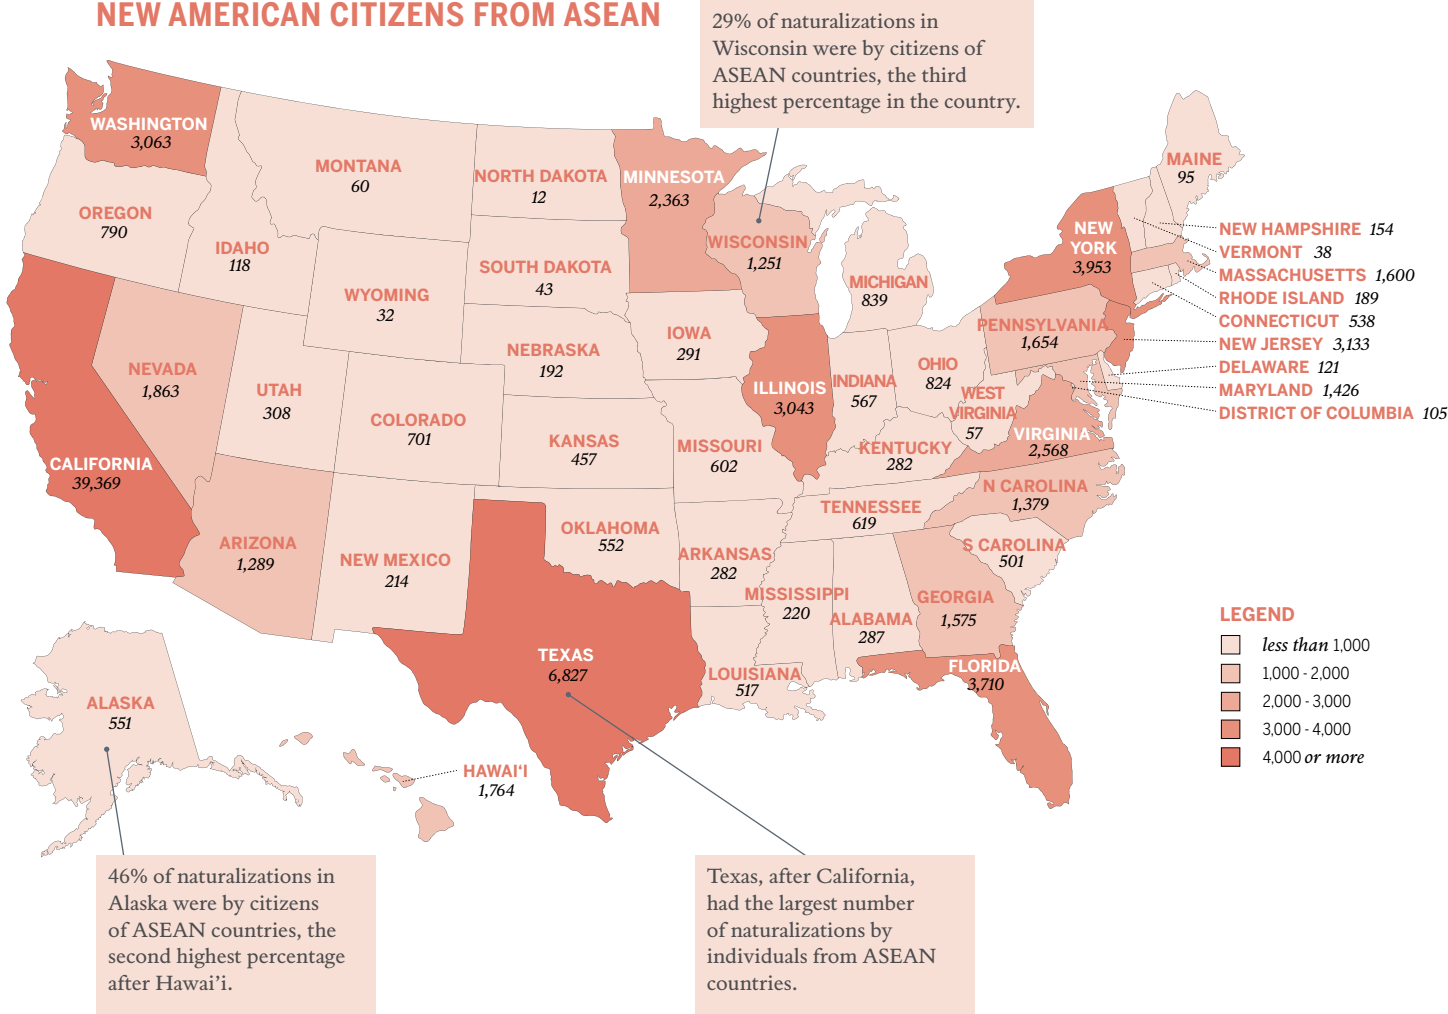 NEW AMERICAN CITIZENS FROM ASEAN
29% of naturalizations in
Wisconsin were by citizens of
ASEAN countries, the third
highest percentage in the country.
WASHINGTON
3,063
OREGON
790
IDAHO
118
MONTANA
60
WYOMING
32
NORTH DAKOTA
12
SOUTH DAKOTA
43
NEBRASKA
192
MINNESOTA
2,363
WISCONSIN
1,251
MICHIGAN
839
IOWA
291
NEVADA
1,863
UTAH
308
COLORADO
701
KANSAS
457
MISSOURI
602
ILLINOIS
3,043
INDIANA
567
OHIO
824
WEST
VIRGINIA
57
KENTUCKY
282
VIRGINIA
2,568
PENNSYLVANIA
1,654
NEW
YORK
3,953
MAINE
95
NEW HAMPSHIRE 154
VERMONT 38
MASSACHUSETTS 1,600
RHODE ISLAND 189
CONNECTICUT 538
NEW JERSEY 3,133
DELAWARE 121
MARYLAND 1,426
DISTRICT OF COLUMBIA 105
CALIFORNIA
39,369
ARIZONA
1,289
NEW MEXICO
214
OKLAHOMA
552
ARKANSAS
282
TENNESSEE
619
N CAROLINA
1,379
S CAROLINA
501
MISSISSIPPI
220
ALABAMA
287
GEORGIA
1,575
TEXAS
6,827
LOUISIANA
517
FLORIDA
3,710
ALASKA
551
HAWAI‘I
1,764
LEGEND
less than 1,000
1,000 - 2,000
2,000 - 3,000
3,000 - 4,000
4,000 or more
46% of naturalizations in
Alaska were by citizens
of ASEAN countries, the
second highest percentage
after Hawai’i.
Texas, after California,
had the largest number
of naturalizations by
individuals from ASEAN
countries.